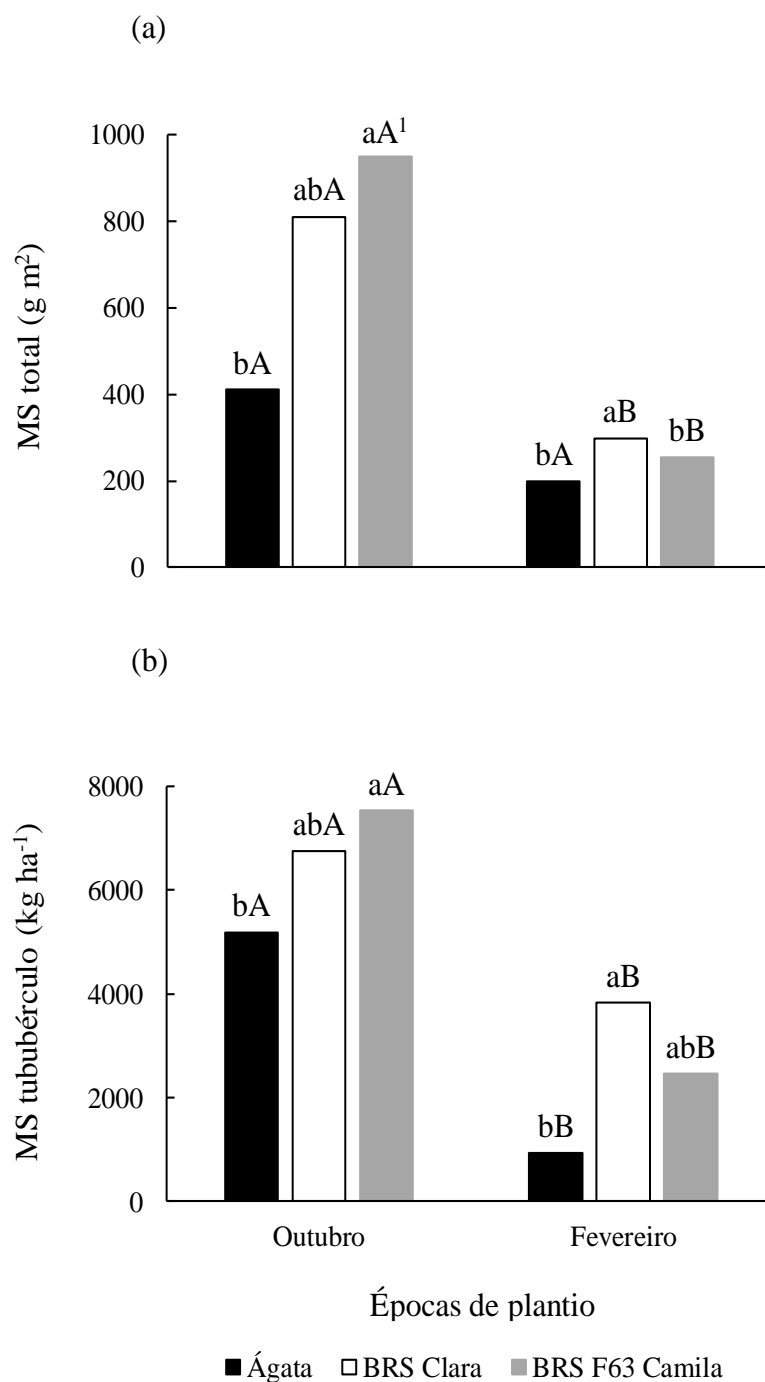 (a)
MS total (g m²)
1000
800
600
400
200
0
bA
abA
aA¹
bA
aB
bB
(b)
MS tububérculo (kg ha⁻¹)
8000
6000
4000
2000
0
bA
abA
aA
bB
aB
abB
Outubro Fevereiro
Épocas de plantio
Ágata BRS Clara BRS F63 Camila